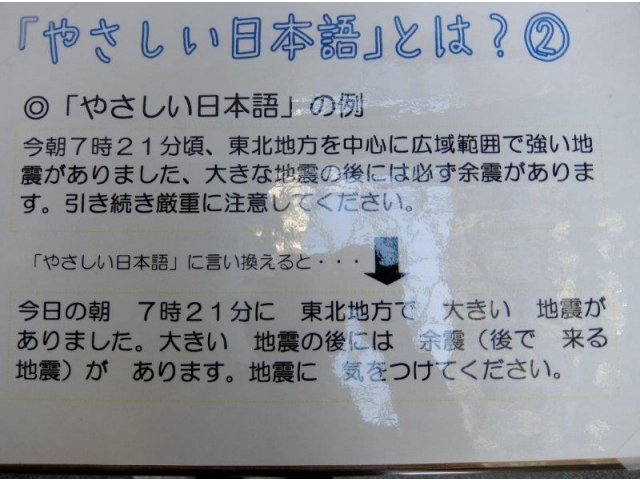 「やさしい日本語」とは？②
◎「やさしい日本語」の例
今朝７時２１分頃、東北地方を中心に広域範囲で強い地
震がありました、大きな地震の後には必ず余震がありま
す。引き続き厳重に注意してください。
「やさしい日本語」に言い換えると・・・
今日の朝　７時２１分に　東北地方で　大きい　地震が
ありました。大きい　地震の後には　余震（後で　来る
地震）が　あります。地震に　気をつけてください。